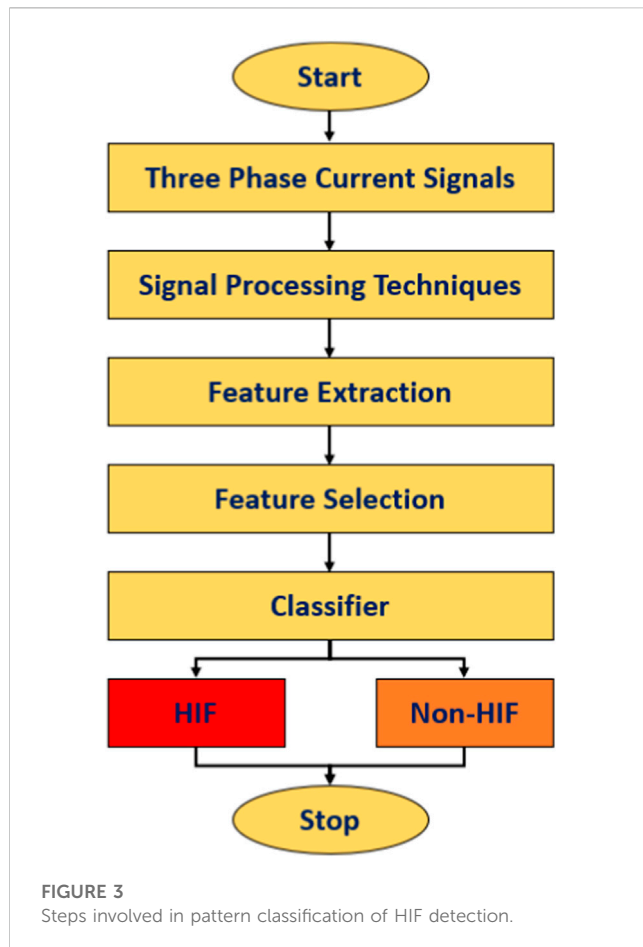 Start
Three Phase Current Signals
Signal Processing Techniques
Feature Extraction
Feature Selection
Classifier
HIF
Non-HIF
Stop
FIGURE 3
Steps involved in pattern classification of HIF detection.